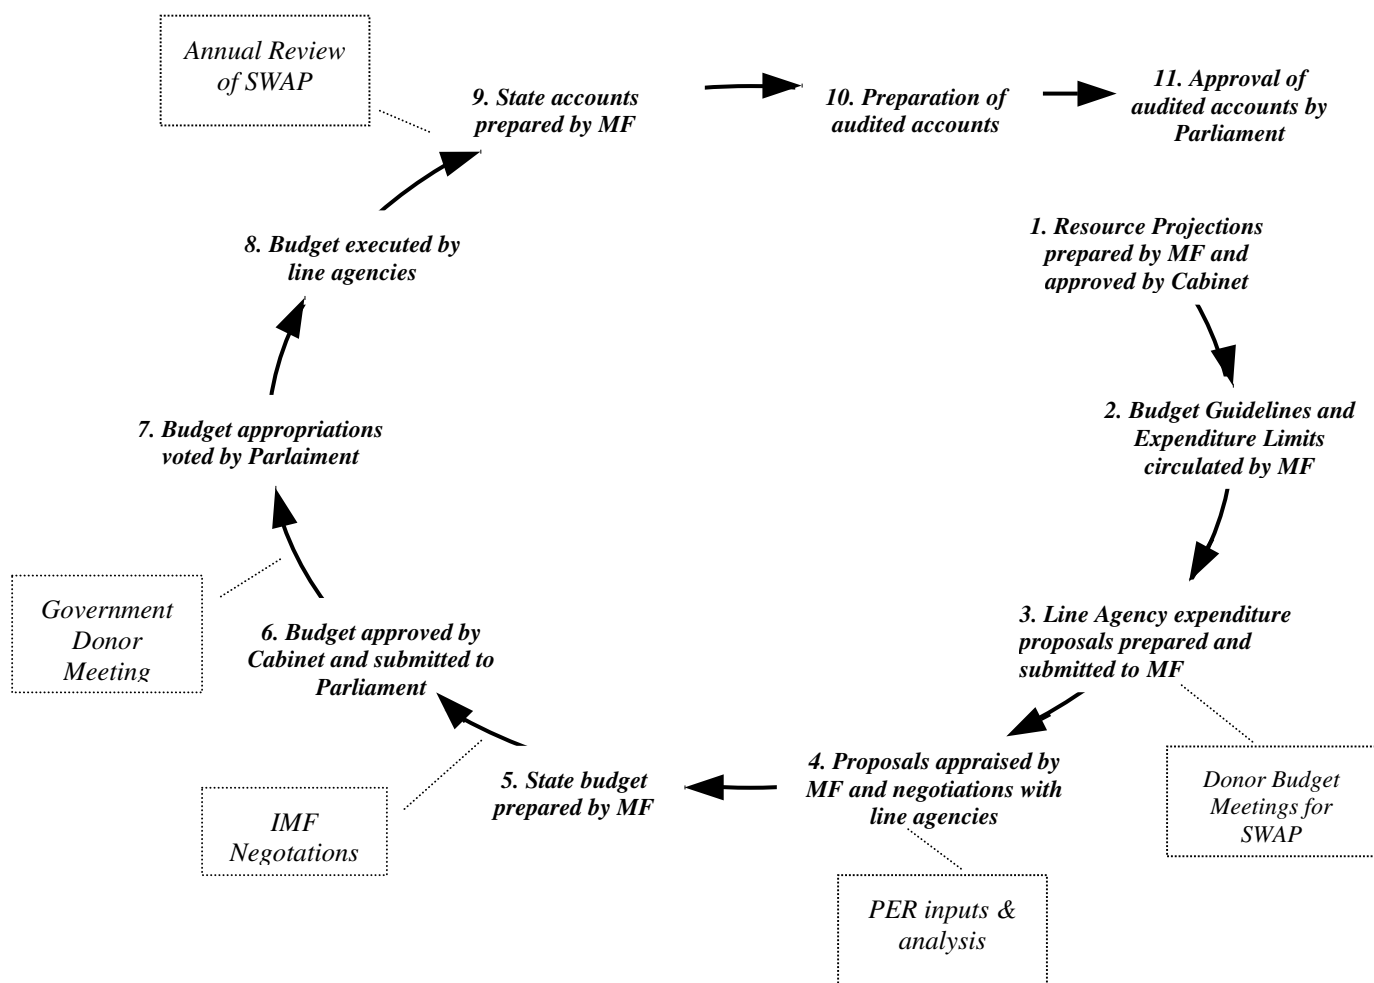 Annual Review
of SWAP
9. State accounts
prepared by MF
10. Preparation of
audited accounts
11. Approval of
audited accounts by
Parliament
1. Resource Projections
prepared by MF and
approved by Cabinet
8. Budget executed by
line agencies
2. Budget Guidelines and
Expenditure Limits
circulated by MF
7. Budget appropriations
voted by Parlaiment
3. Line Agency expenditure
proposals prepared and
submitted to MF
Government
Donor
Meeting
6. Budget approved by
Cabinet and submitted to
Parliament
4. Proposals appraised by
MF and negotiations with
line agencies
5. State budget
prepared by MF
Donor Budget
Meetings for
SWAP
IMF
Negotations
PER inputs &
analysis